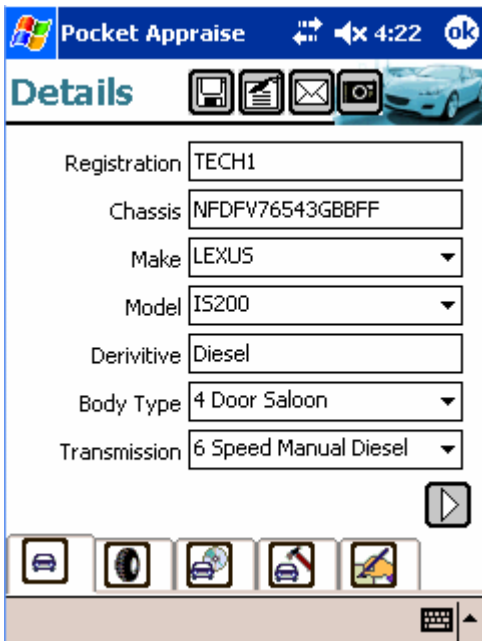 Pocket Appraise 4:22 ok
Details
Registration TECH1
Chassis NFDFV76543GBBFF
Make LEXUS
Model IS200
Derivitive Diesel
Body Type 4 Door Saloon
Transmission 6 Speed Manual Diesel